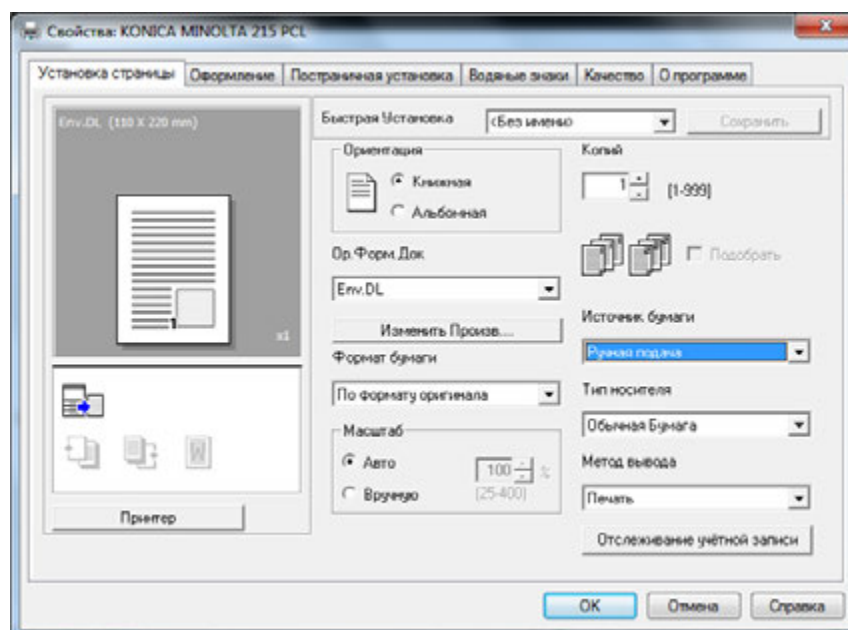 Свойства: KONICA MINOLTA 215 PCL
Установка страницы Оформление Постраничная установка Водяные знаки Качество О программе
Env.DL (110 X 220 mm)
x1
Принтер
Быстрая Установка <Без имени> Сохранить
Ориентация
Книжная
Альбомная
Ор.Форм.Док
Env.DL
Изменить Произв....
Формат бумаги
По формату оригинала
Масштаб
Авто
Вручную
100 %
(25-400)
Копий
1 [1-999]
Подобрать
Источник бумаги
Ручная подача
Тип носителя
Обычная Бумага
Метод вывода
Печать
Отслеживание учётной записи
OK Отмена Справка